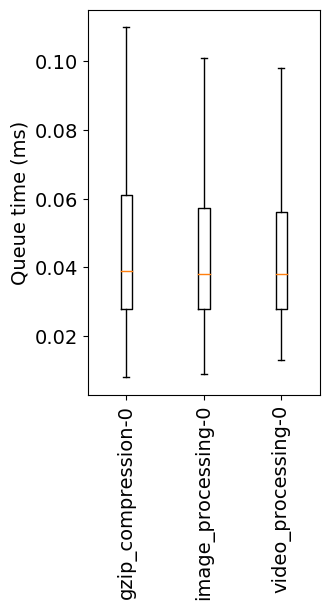 Queue time (ms)
0.10
0.08
0.06
0.04
0.02
gzip_compression-0
image_processing-0
video_processing-0